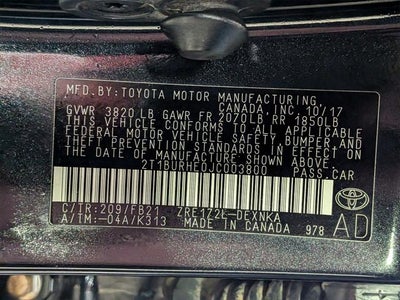 MFD.BY:TOYOTA MOTOR MANUFACTURING,
CANADA, INC 10/17
GVWR 3820 LB GAWR FR 2070LB RR 1850LB
THIS VEHICLE CONFORMS TO ALL APPLICABLE
FEDERAL MOTOR VEHICLE SAFETY, BUMPER,AND
THEFT PREVENTION STANDARDS IN EFFECT ON
THE DATE OF MANUFACTURE SHOWN ABOVE.
2T1BURHE0JC003800 PASS.CAR
C/TR:209/FB21 ZRE172L-DEXNKA
A/TM:-04A/K313 MADE IN CANADA 978
AD